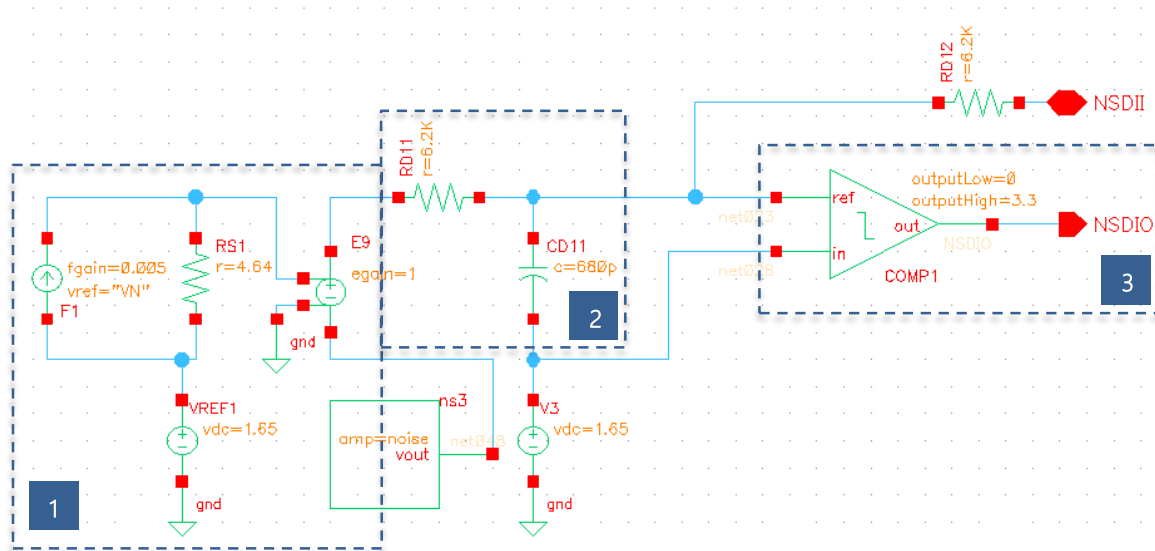 RD12
r=6.2K
NSDII
RD11
r=6.2K
outputLow=0
outputHigh=3.3
ref
net023
out
NSDIO
NSDIO
in
net028
COMP1
3
fgain=0.005
vref="VN"
F1
RS1
r=4.64
E9
egain=1
gnd
CD11
c=680p
2
VREF1
vdc=1.65
gnd
1
ns3
amp=noise
vout
net048
V3
vdc=1.65
gnd